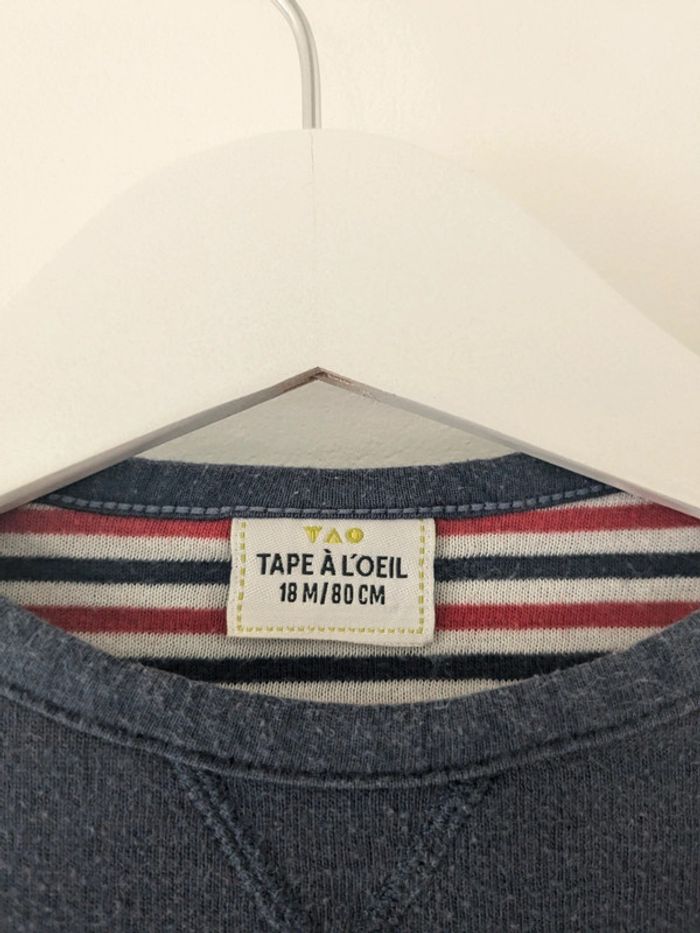 TAO
TAPE À L'OEIL
18 M/80 CM